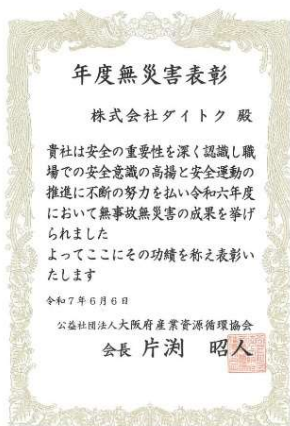 年度無災害表彰
株式会社ダイトク 殿
貴社は安全の重要性を深く認識し職
場での安全意識の高揚と安全運動の
推進に不断の努力を払い令和六年度
において無事故無災害の成果を挙げ
られました
よってここにその功績を称え表彰い
たします
令和7年6月6日
公益社団法人大阪府産業資源循環協会
会長 片渕 昭人